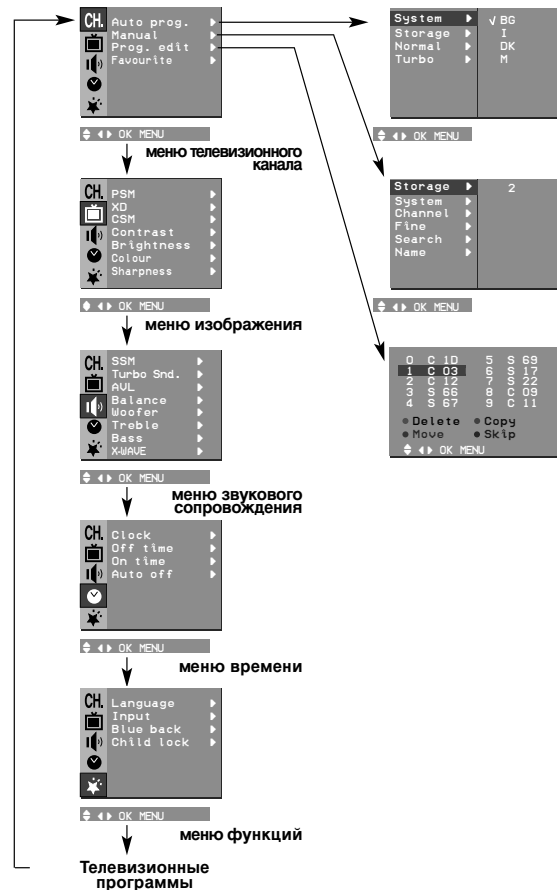 CH.
Auto prog.
Manual
Prog. edit
Favourite
OK MENU
меню телевизионного
канала
CH.
PSM
XD
CSM
Contrast
Brightness
Colour
Sharpness
OK MENU
меню изображения
CH.
SSM
Turbo Snd.
AVL
Balance
Woofer
Treble
Bass
X-WAVE
OK MENU
меню звукового
сопровождения
CH.
Clock
Off time
On time
Auto off
OK MENU
меню времени
CH.
Language
Input
Blue back
Child lock
OK MENU
меню функций
Телевизионные
программы
System √ BG
Storage I
Normal DK
Turbo M
OK MENU
Storage 2
System
Channel
Fine
Search
Name
OK MENU
0 C 10 5 S 69
1 C 03 6 S 17
2 C 12 7 S 22
3 S 66 8 C 09
4 S 67 9 C 11
Delete Copy
Move Skip
OK MENU